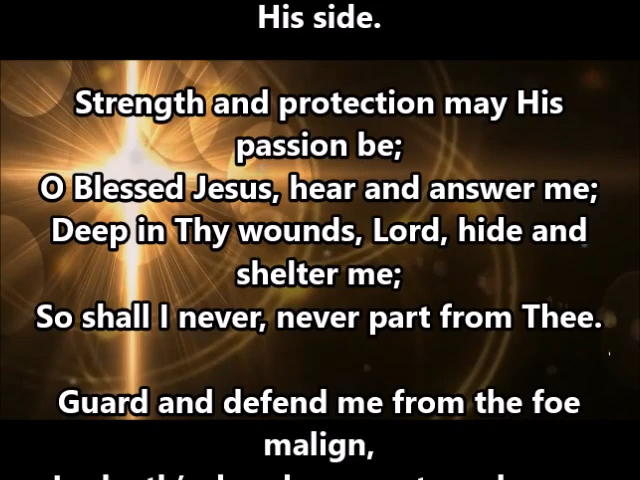 His side.
Strength and protection may His
passion be;
O Blessed Jesus, hear and answer me;
Deep in Thy wounds, Lord, hide and
shelter me;
So shall I never, never part from Thee.
Guard and defend me from the foe
malign,